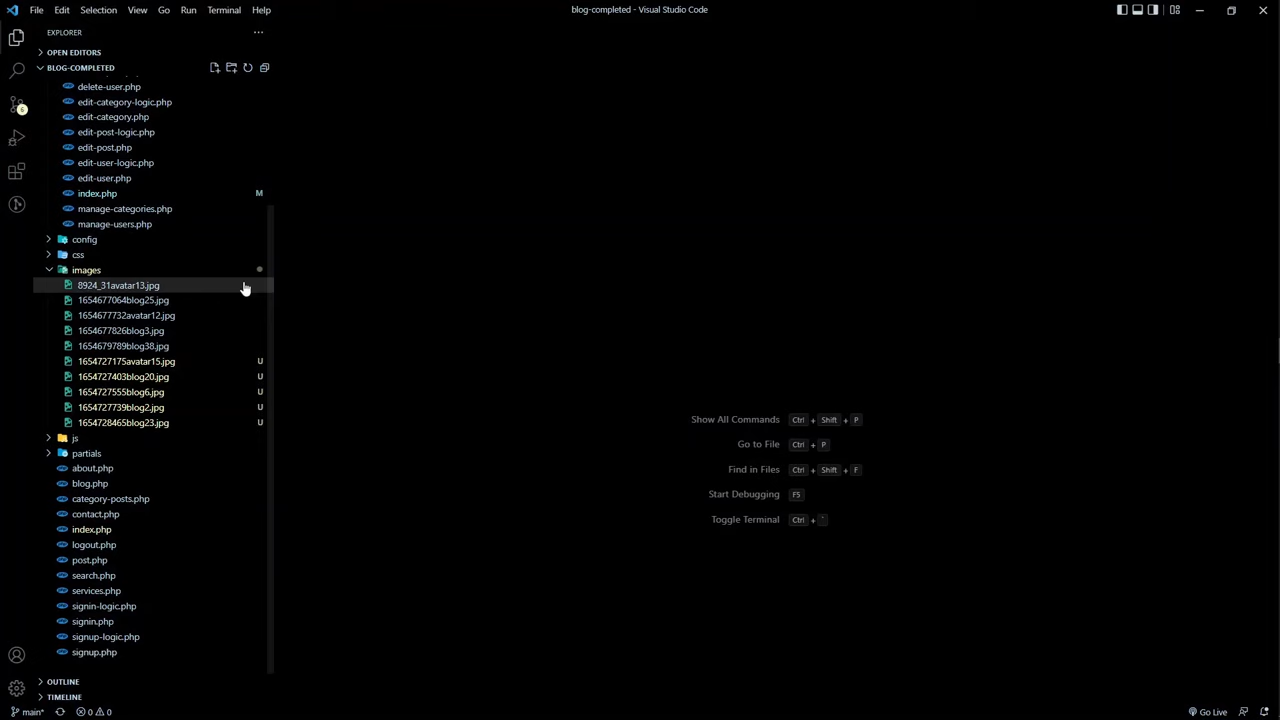 File Edit Selection View Go Run Terminal Help
blog-completed - Visual Studio Code
EXPLORER
OPEN EDITORS
BLOG-COMPLETED
delete-user.php
edit-category-logic.php
6
edit-category.php
edit-post-logic.php
edit-post.php
edit-user-logic.php
edit-user.php
index.php M
manage-categories.php
manage-users.php
config
css
images
8924_31avatar13.jpg
1654677064blog25.jpg
1654677732avatar12.jpg
1654677826blog3.jpg
1654679789blog38.jpg
1654727175avatar15.jpg U
1654727403blog20.jpg U
1654727555blog6.jpg U
1654727739blog2.jpg U
1654728465blog23.jpg U
js
partials
about.php
blog.php
category-posts.php
contact.php
index.php
logout.php
post.php
search.php
services.php
signin-logic.php
signin.php
signup-logic.php
signup.php
OUTLINE
TIMELINE
Show All Commands Ctrl + Shift + P
Go to File Ctrl + P
Find in Files Ctrl + Shift + F
Start Debugging F5
Toggle Terminal Ctrl + `
main* 0 0
Go Live